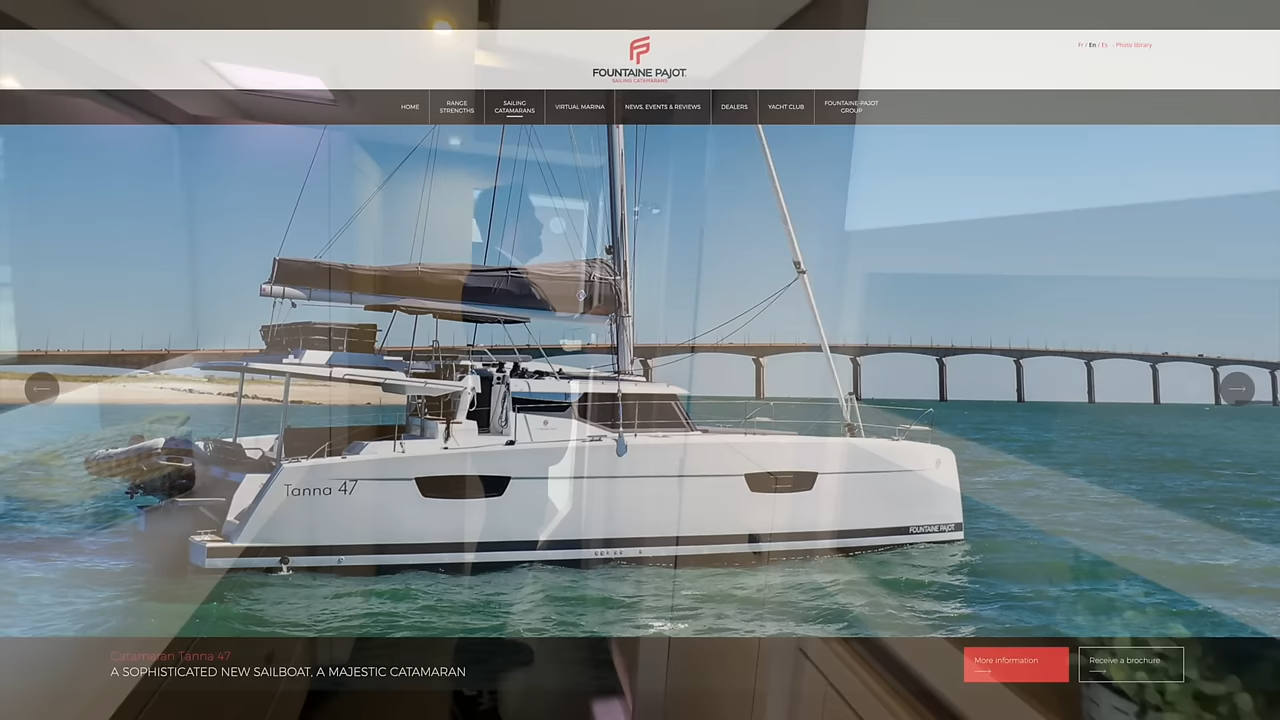 FOUNTAINE PAJOT
SAILING CATAMARANS
Fr / En / Es - Photo library
HOME
RANGE
STRENGTHS
SAILING
CATAMARANS
VIRTUAL MARINA
NEWS, EVENTS & REVIEWS
DEALERS
YACHT CLUB
FOUNTAINE-PAJOT
GROUP
Tanna 47
FOUNTAINE PAJOT
Catamaran Tanna 47
A SOPHISTICATED NEW SAILBOAT, A MAJESTIC CATAMARAN
More information
Receive a brochure